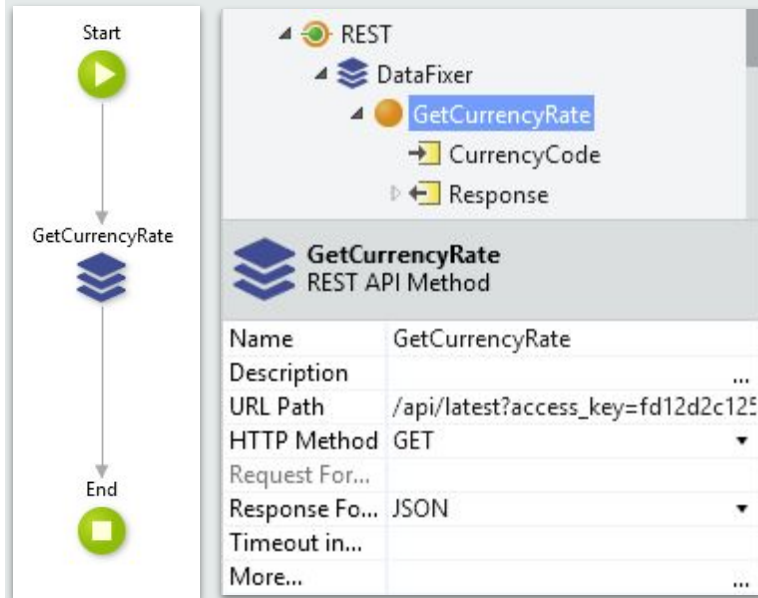 Start
GetCurrencyRate
End
REST
DataFixer
GetCurrencyRate
CurrencyCode
Response
GetCurrencyRate
REST API Method
Name GetCurrencyRate
Description ...
URL Path /api/latest?access_key=fd12d2c125
HTTP Method GET
Request For...
Response Fo... JSON
Timeout in...
More... ...